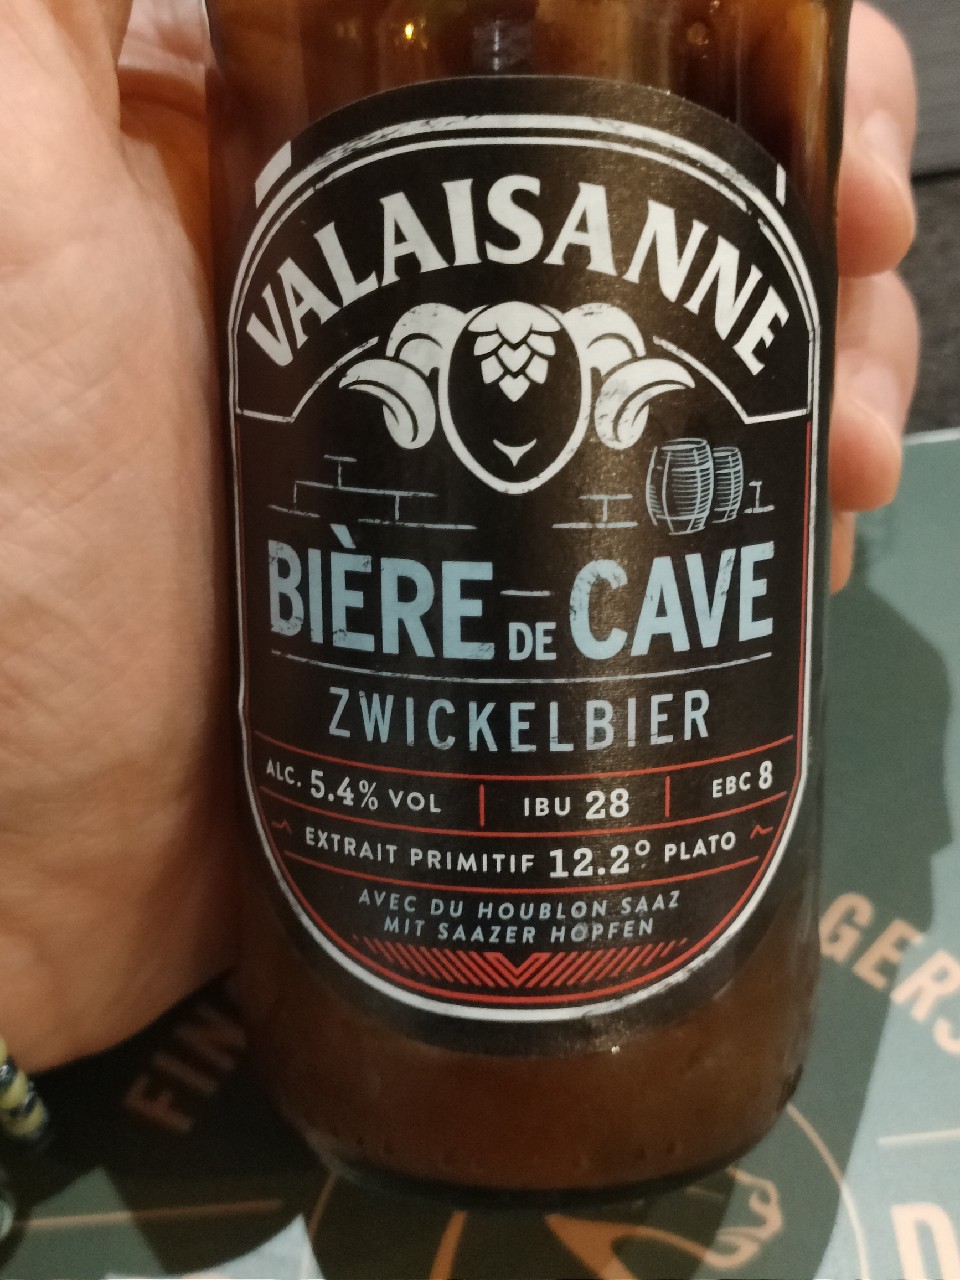 VALAISANNE
BIÈRE DE CAVE
ZWICKELBIER
ALC. 5.4% VOL IBU 28 EBC 8
EXTRAIT PRIMITIF 12.2° PLATO
AVEC DU HOUBLON SAAZ
MIT SAAZER HOPFEN